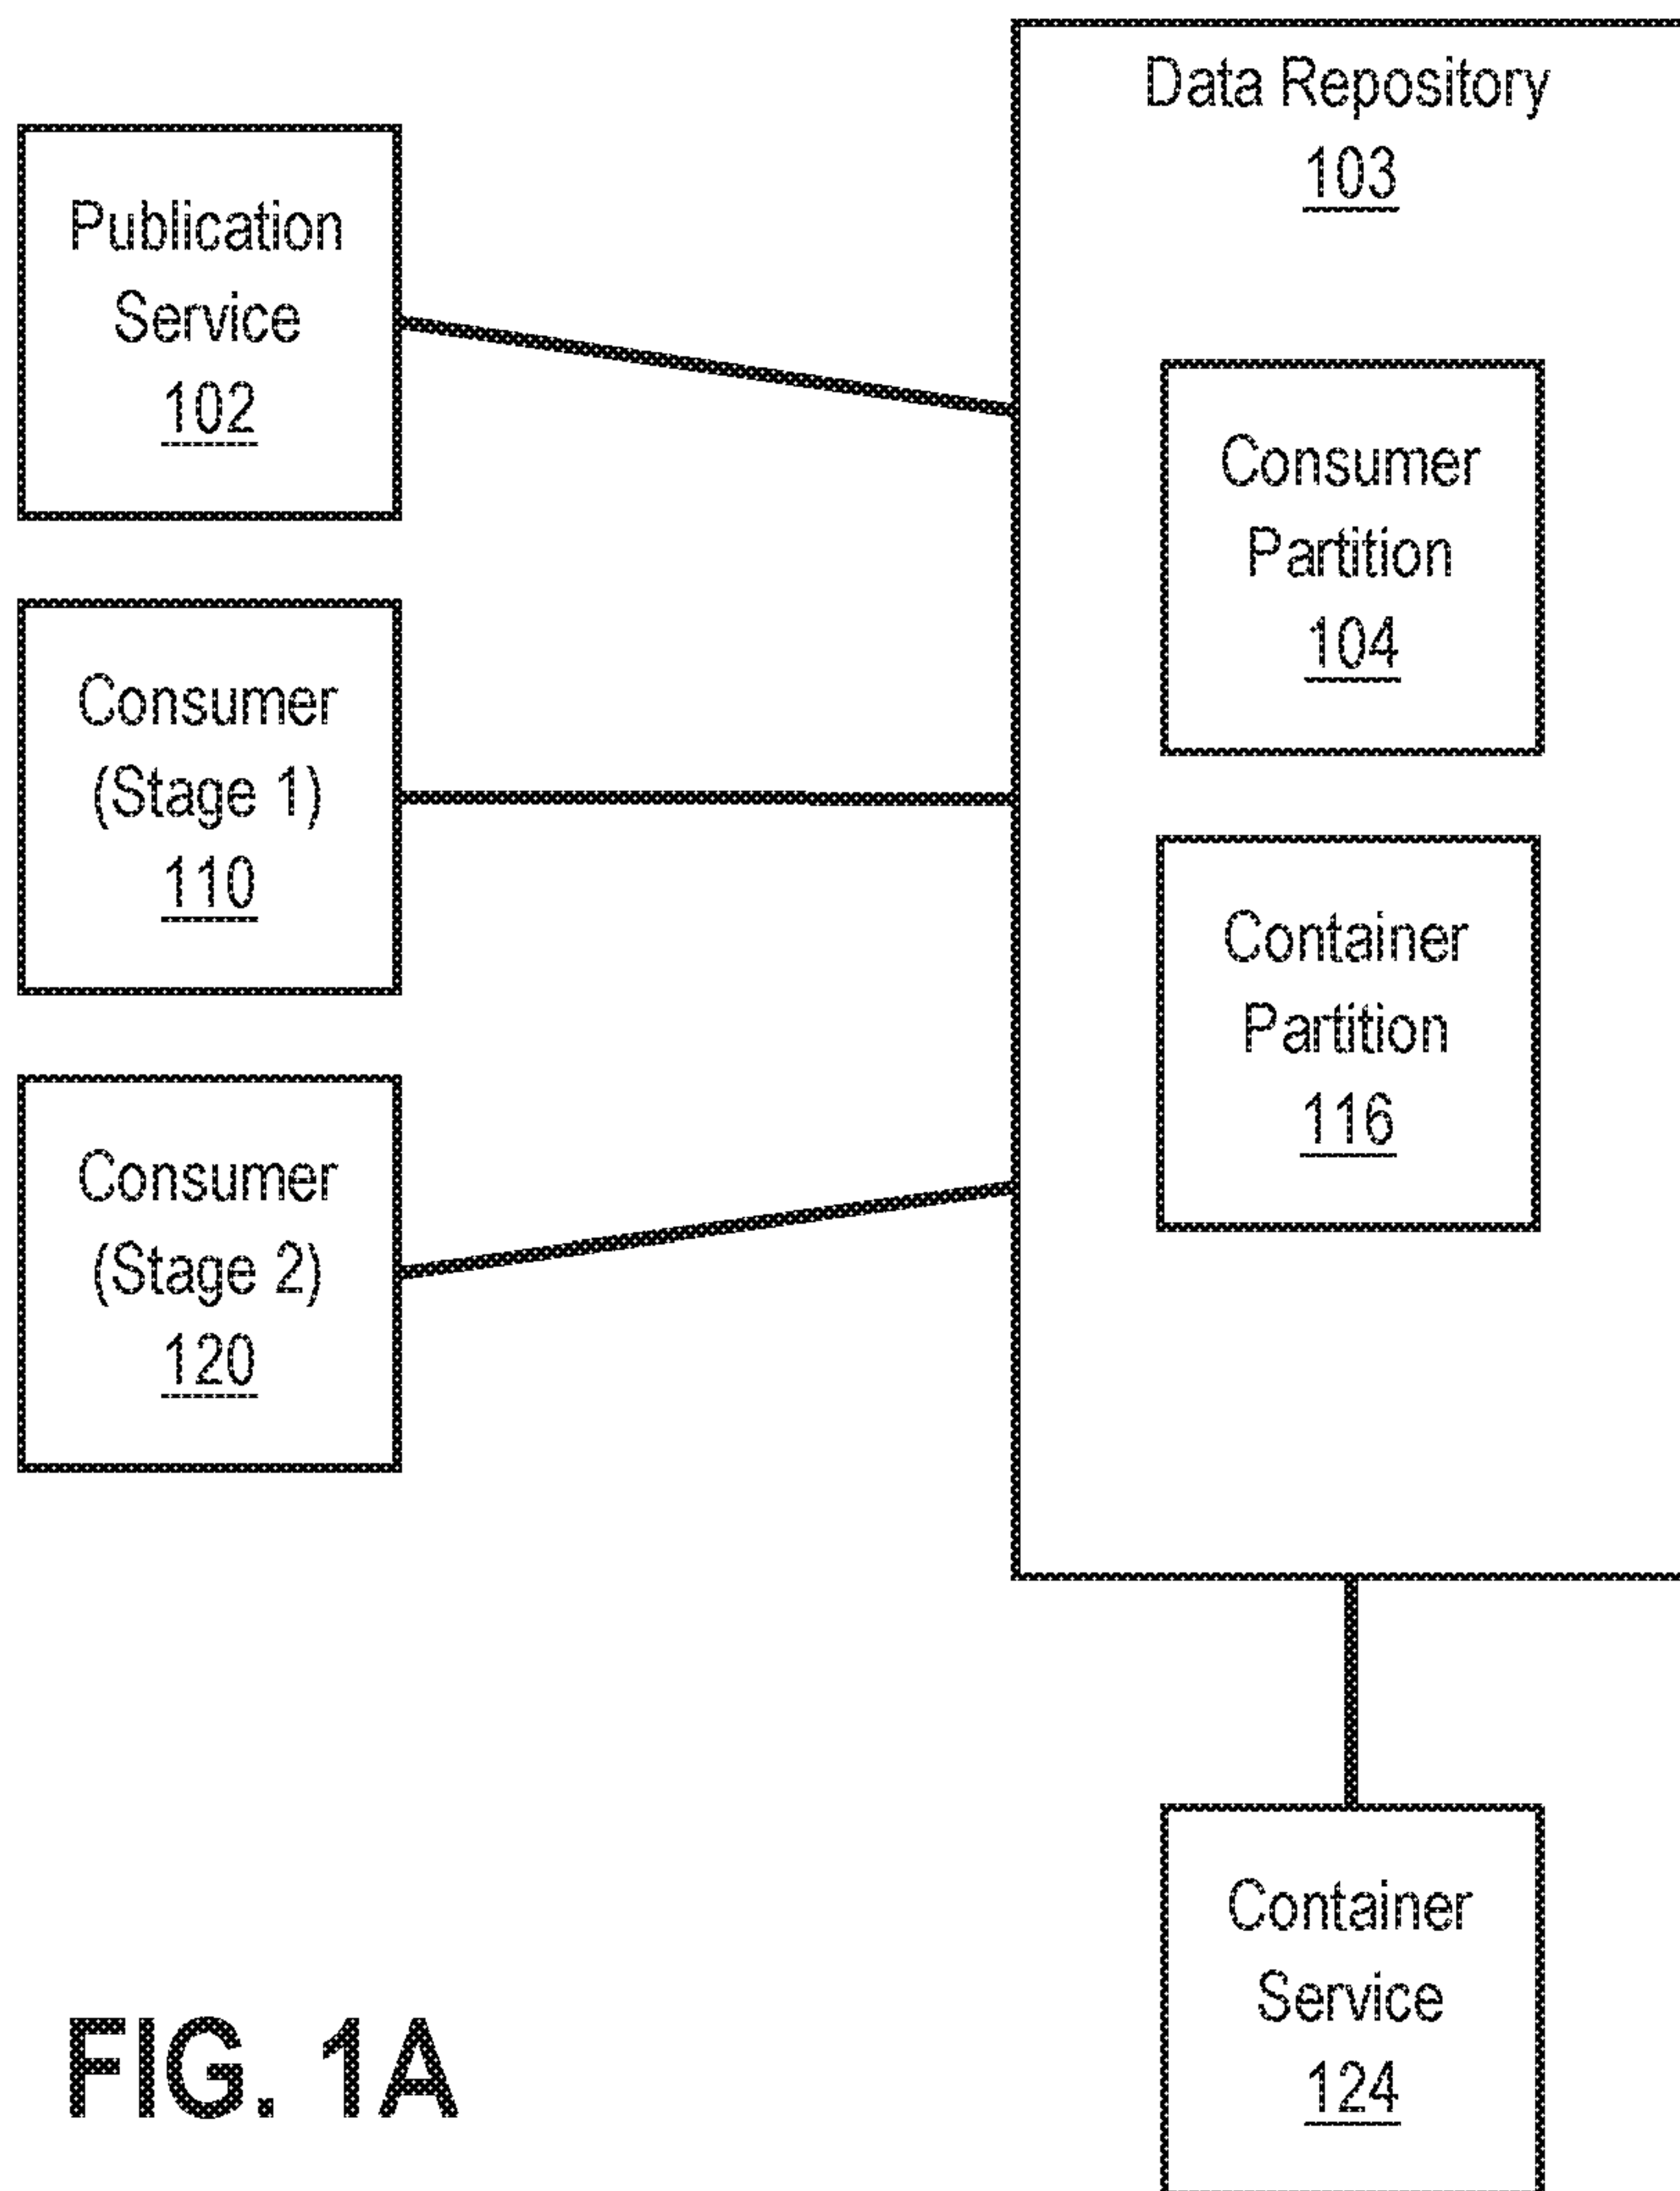 Data Repository
103
Publication
Service
102
Consumer
Partition
104
Consumer
(Stage 1)
110
Container
Partition
116
Consumer
(Stage 2)
120
Container
Service
124
FIG. 1A